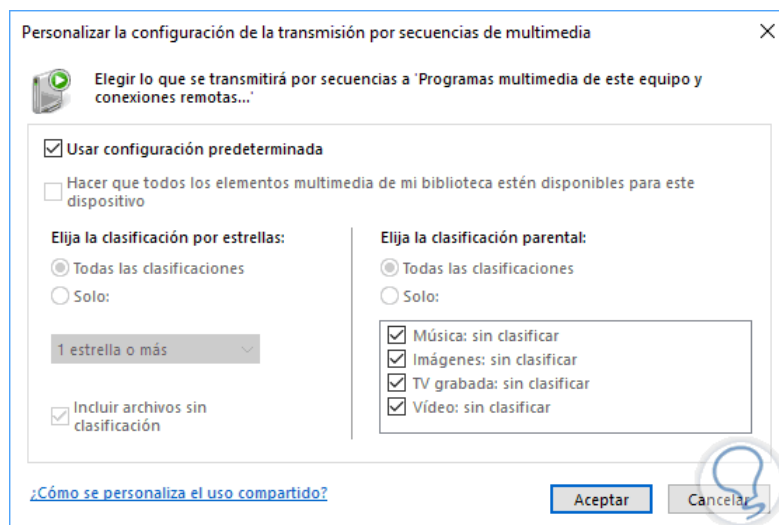 Personalizar la configuración de la transmisión por secuencias de multimedia
Elegir lo que se transmitirá por secuencias a 'Programas multimedia de este equipo y
conexiones remotas...'
Usar configuración predeterminada
Hacer que todos los elementos multimedia de mi biblioteca estén disponibles para este
dispositivo
Elija la clasificación por estrellas:
Todas las clasificaciones
Solo:
1 estrella o más
Incluir archivos sin
clasificación
Elija la clasificación parental:
Todas las clasificaciones
Solo:
Música: sin clasificar
Imágenes: sin clasificar
TV grabada: sin clasificar
Vídeo: sin clasificar
¿Cómo se personaliza el uso compartido?
Aceptar
Cancelar